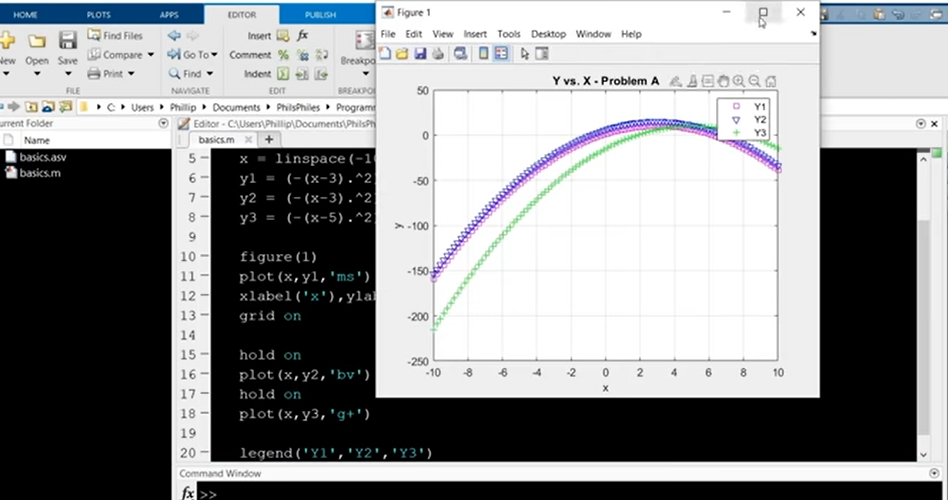 HOME PLOTS APPS EDITOR PUBLISH
Find Files
Compare
Print
New Open Save
FILE
Go To
Find
NAVIGATE
Insert
Comment
Indent
EDIT
Breakpo
BREAKPO
C: Users Phillip Documents PhilsPhiles Programm
Current Folder
Name
basics.asv
basics.m
Editor - C:\Users\Phillip\Documents\PhilsPh
basics.m
5 x = linspace(-10
6 y1 = (-(x-3).^2)
7 y2 = (-(x-3).^2)
8 y3 = (-(x-5).^2)
9
10 figure(1)
11 plot(x,y1,'ms')
12 xlabel('x'),ylab
13 grid on
14
15 hold on
16 plot(x,y2,'bv')
17 hold on
18 plot(x,y3,'g+')
19
20 legend('Y1','Y2','Y3')
Command Window
fx >>
Figure 1
File Edit View Insert Tools Desktop Window Help
Y vs. X - Problem A
Y1
Y2
Y3
50
0
-50
-100
-150
-200
-250
y
-10 -8 -6 -4 -2 0 2 4 6 8 10
x